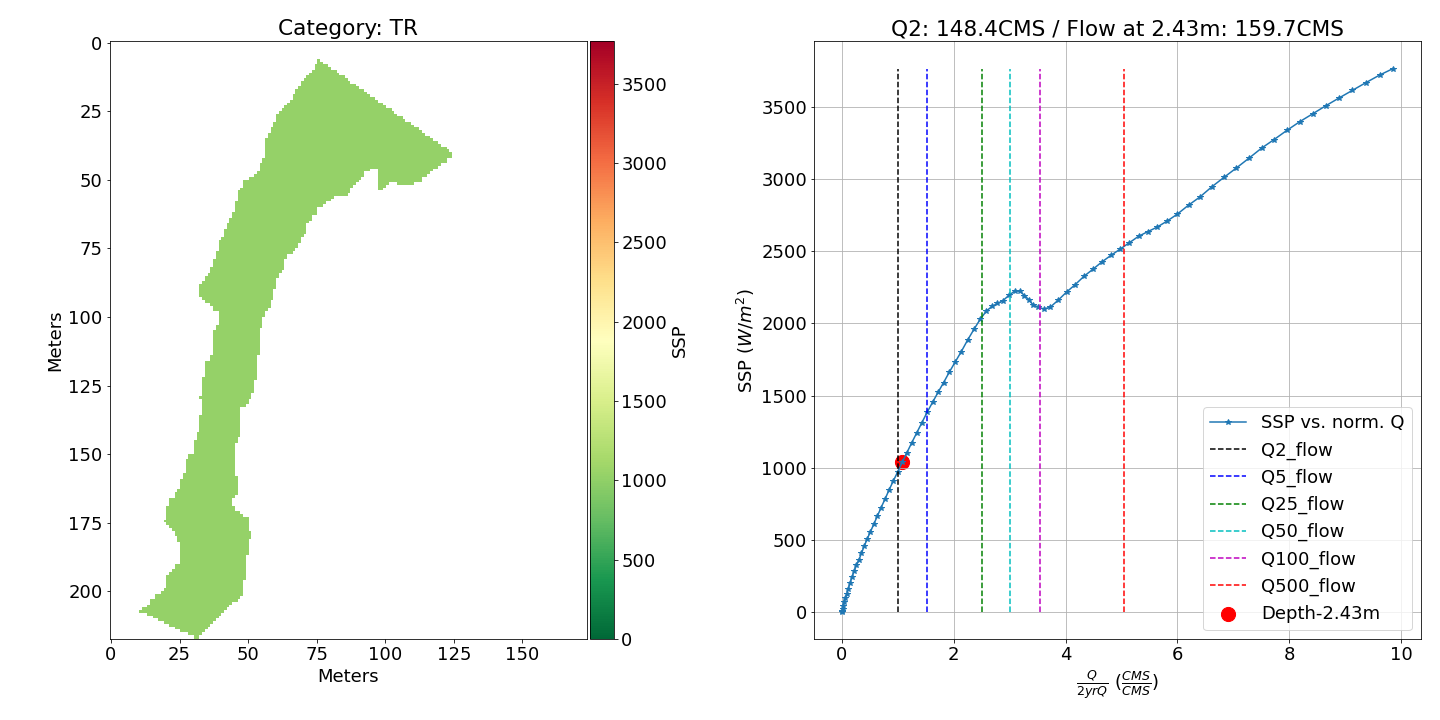 Category: TR
0
25
50
75
100
125
150
175
200
Meters
0
25
50
75
100
125
150
Meters
3500
3000
2500
2000
1500
1000
500
0
SSP
Q2: 148.4CMS / Flow at 2.43m: 159.7CMS
3500
3000
2500
2000
1500
1000
500
0
SSP (W/m²)
0
2
4
6
8
10
Q/2yrQ (CMS/CMS)
SSP vs. norm. Q
Q2_flow
Q5_flow
Q25_flow
Q50_flow
Q100_flow
Q500_flow
Depth-2.43m